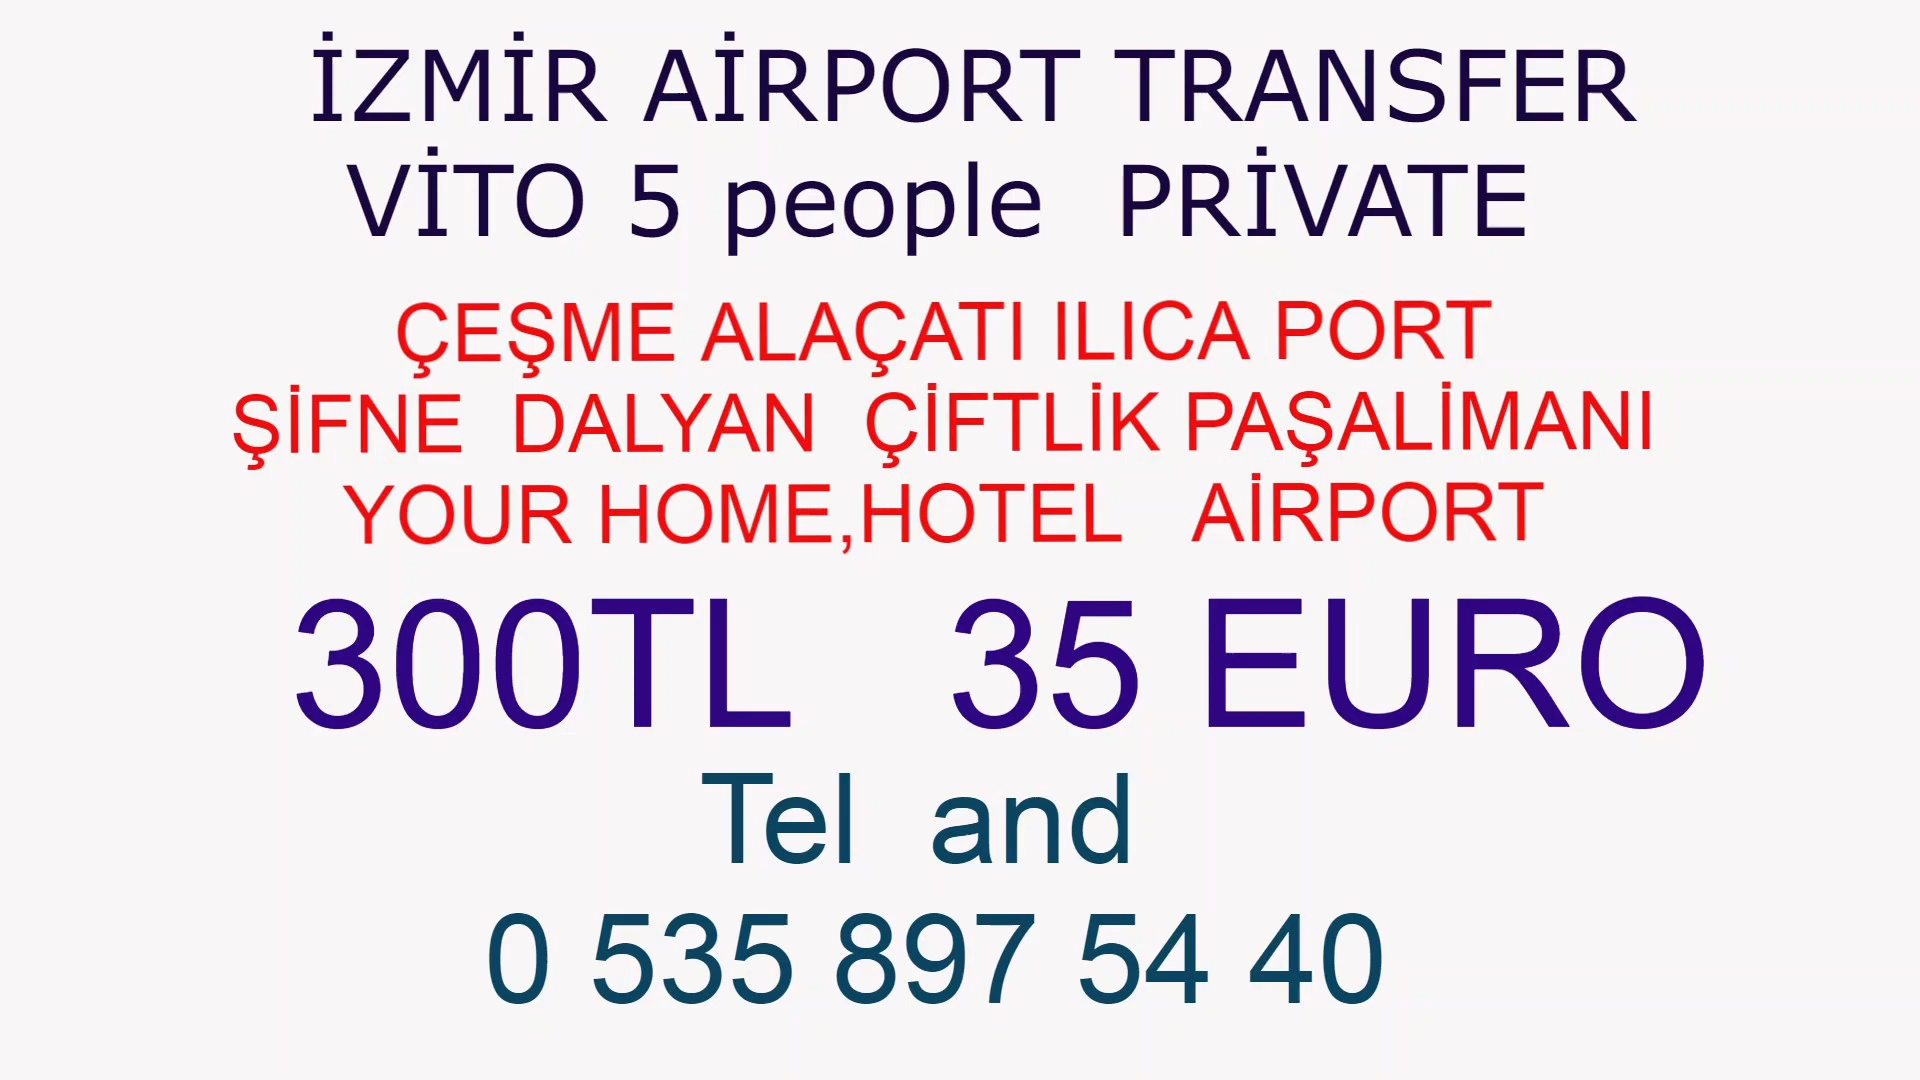 İZMİR AİRPORT TRANSFER
VİTO 5 people PRİVATE
ÇEŞME ALAÇATI ILICA PORT
ŞİFNE DALYAN ÇİFTLİK PAŞALİMANI
YOUR HOME,HOTEL AİRPORT
300TL 35 EURO
Tel and
0 535 897 54 40